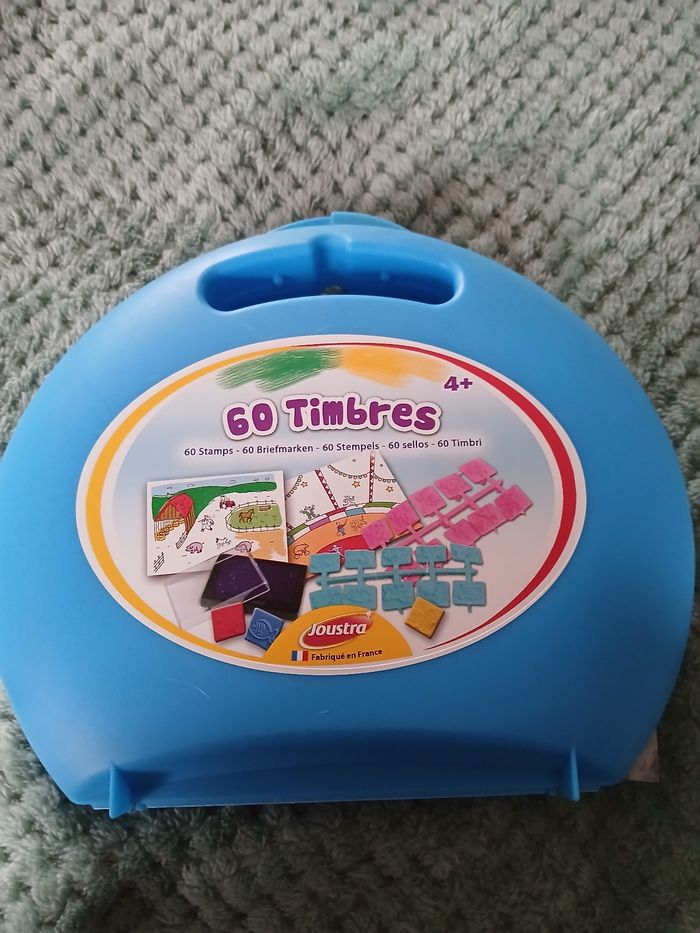 4+
60 Timbres
60 Stamps - 60 Briefmarken - 60 Stempels - 60 sellos - 60 Timbri
Joustra
Fabriqué en France